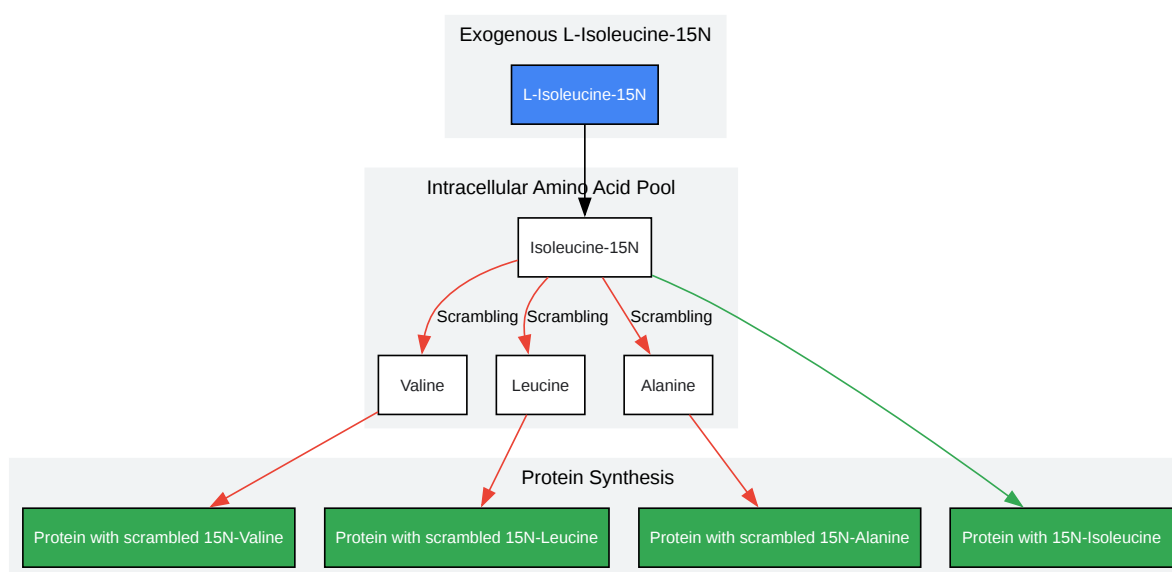 Exogenous L-Isoleucine-15N
L-Isoleucine-15N
Intracellular Amino Acid Pool
Isoleucine-15N
Scrambling
Scrambling
Scrambling
Valine
Leucine
Alanine
Protein Synthesis
Protein with scrambled 15N-Valine
Protein with scrambled 15N-Leucine
Protein with scrambled 15N-Alanine
Protein with 15N-Isoleucine